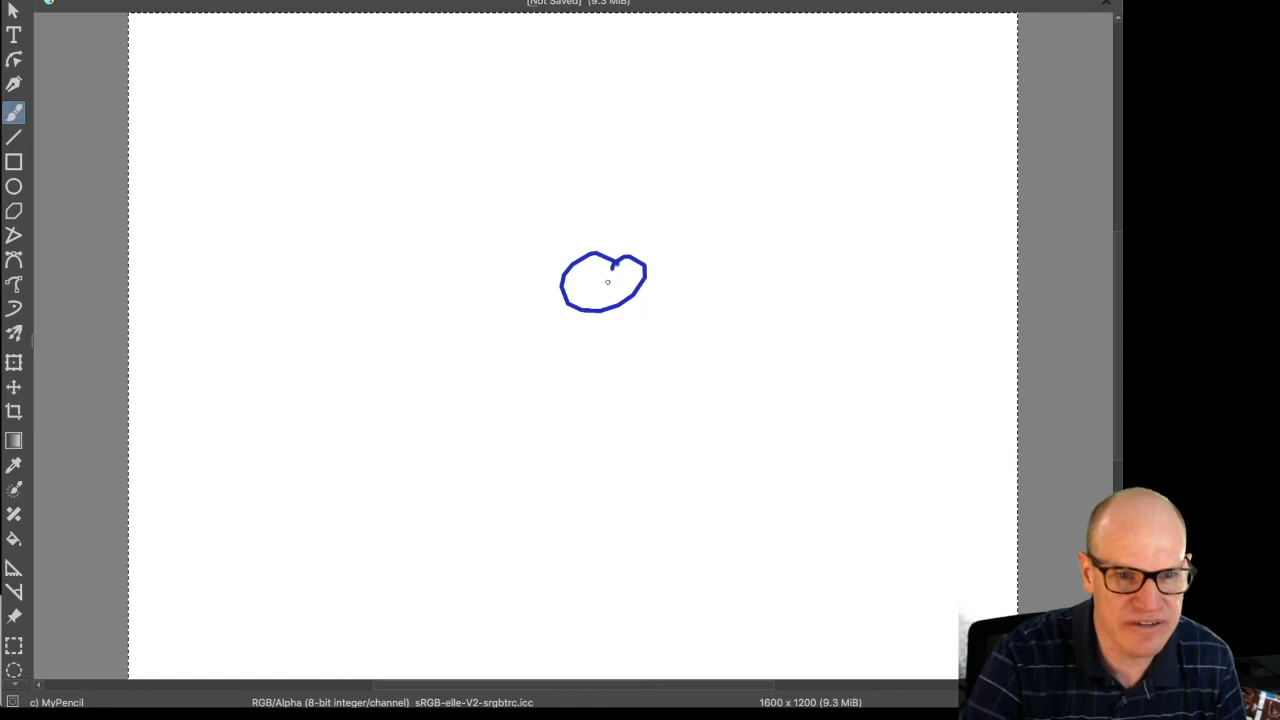 [Not Saved] (9.3 MiB)
c) MyPencil RGB/Alpha (8-bit integer/channel) sRGB-elle-V2-srgbtrc.icc 1600 x 1200 (9.3 MiB)